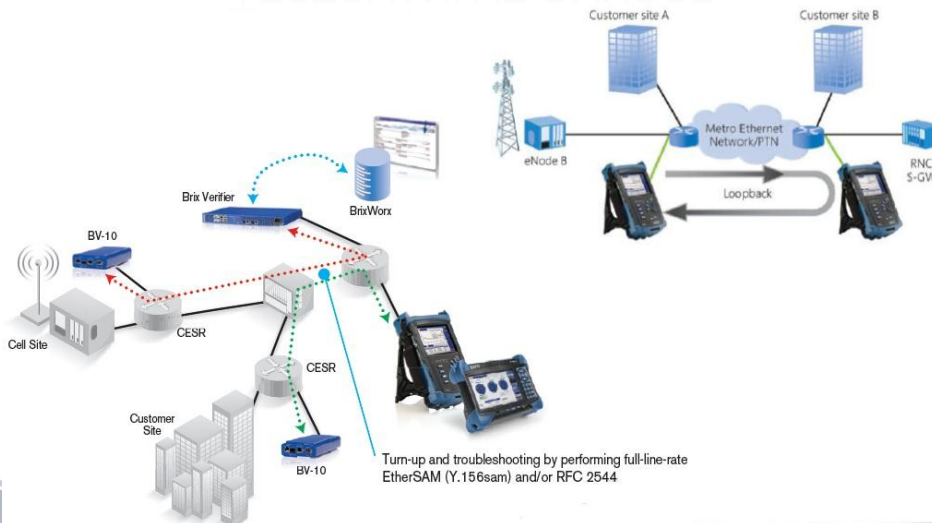 Customer site A
Customer site B
Metro Ethernet
Network/PTN
eNode B
RNC
S-GW
Loopback
Brix Verifier
BrixWorx
BV-10
CESR
Cell Site
CESR
Customer
Site
BV-10
Turn-up and troubleshooting by performing full-line-rate
EtherSAM (Y.156sam) and/or RFC 2544